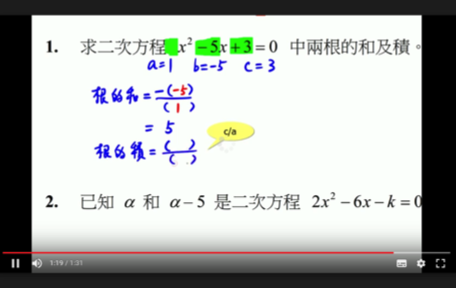 1. 求二次方程 x² −5x +3 = 0 中兩根的和及積。
a=1 b=-5 c=3
根的和 = -(-5)/(1)
= 5
c/a
根的積 = ( )/( )
2. 已知 α 和 α−5 是二次方程 2x² −6x−k = 0
1:19 / 1:31